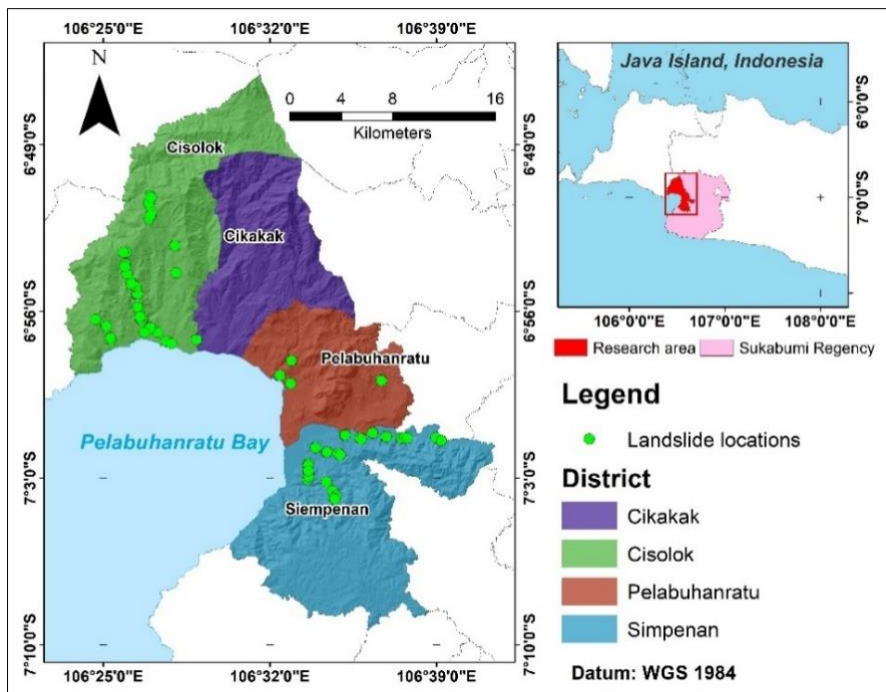 106°25'0"E
106°32'0"E
106°39'0"E
N
0 4 8 16
Kilometers
6°49'0"S
6°56'0"S
7°3'0"S
7°10'0"S
Cisolok
Cikakak
Pelabuhanratu
Pelabuhanratu Bay
Siempenan
6°49'0"S
6°56'0"S
7°3'0"S
7°10'0"S
106°25'0"E
106°32'0"E
106°39'0"E
Java Island, Indonesia
6°0'0"S
7°0'0"S
106°0'0"E
107°0'0"E
108°0'0"E
Research area
Sukabumi Regency
Legend
Landslide locations
District
Cikakak
Cisolok
Pelabuhanratu
Simpenan
Datum: WGS 1984